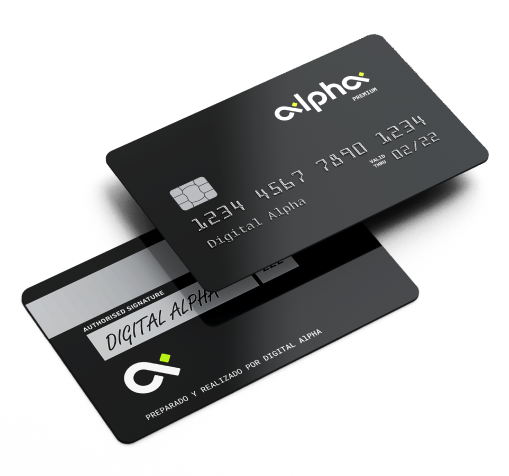 alpha
PREMIUM
1234 4567 7890 1234
VALID
THRU
02/22
Digital Alpha
AUTHORISED SIGNATURE
DIGITAL ALPHA
PREPARADO Y REALIZADO POR DIGITAL AlPHA